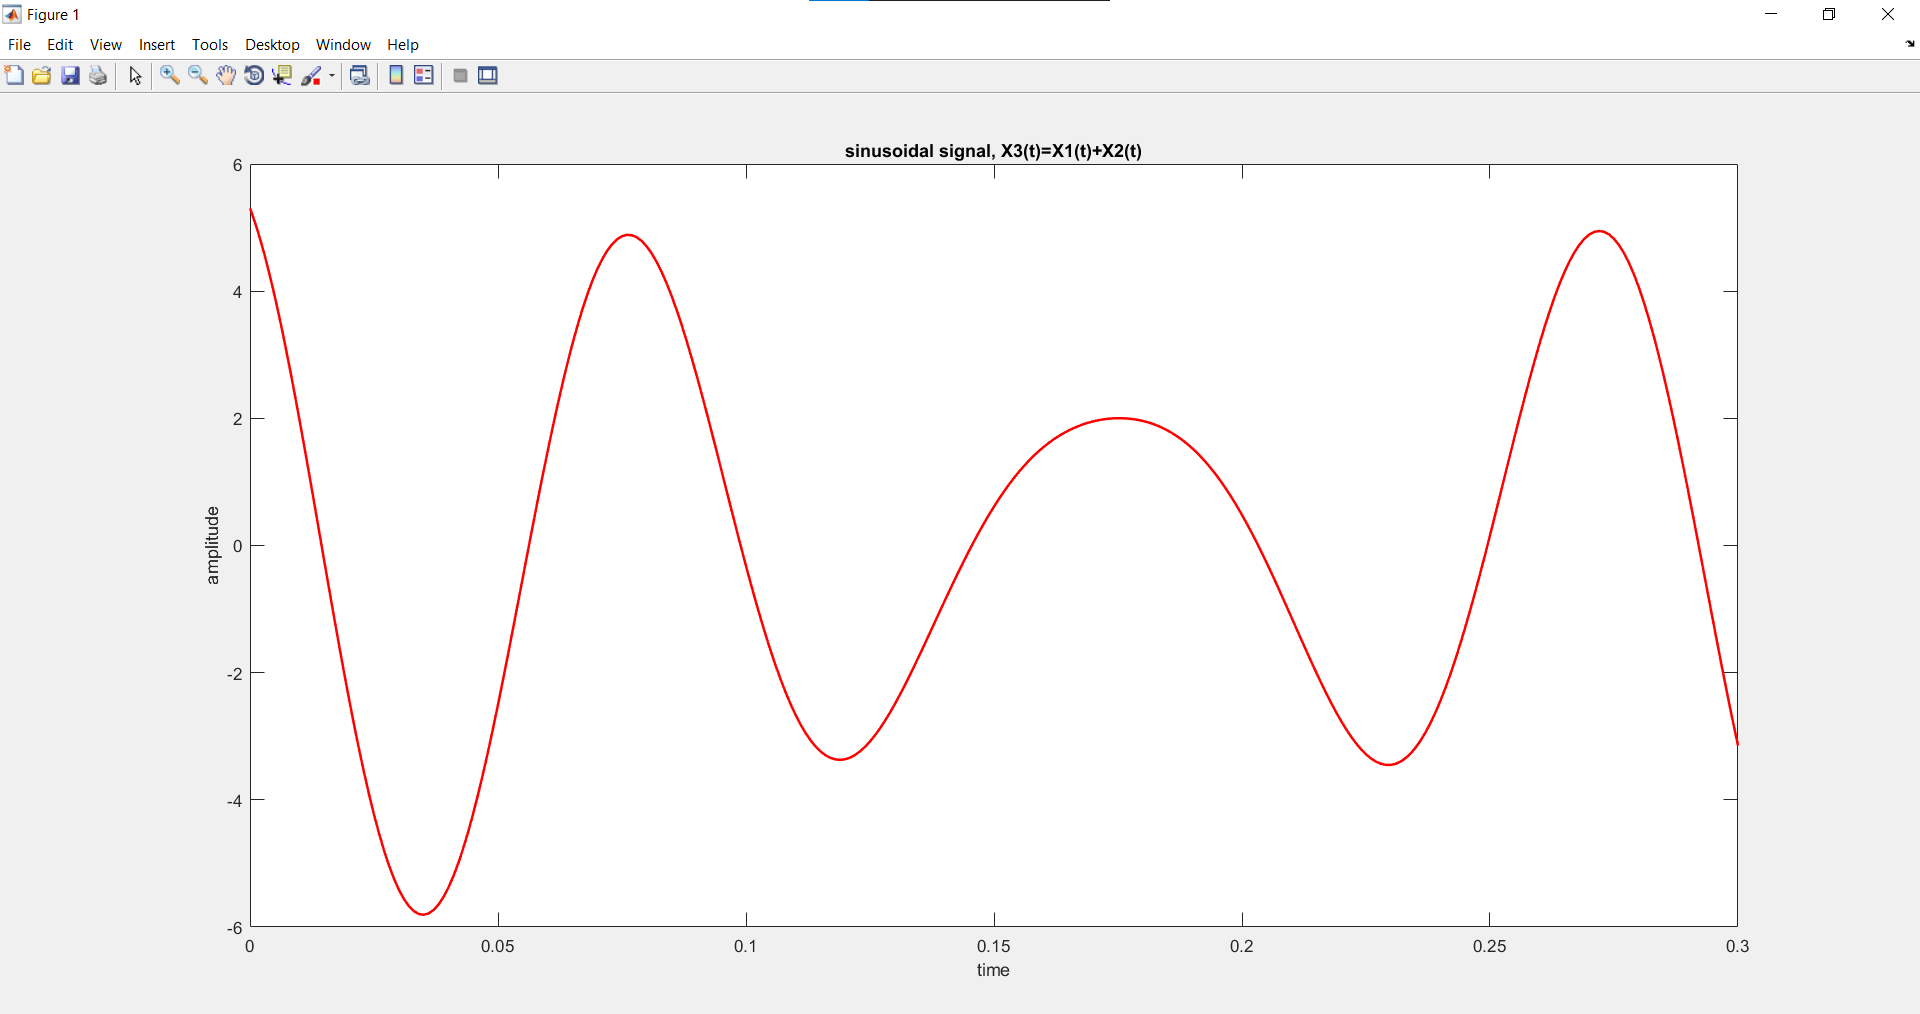 Figure 1
File Edit View Insert Tools Desktop Window Help
sinusoidal signal, X3(t)=X1(t)+X2(t)
6
4
2
0
-2
-4
-6
amplitude
0 0.05 0.1 0.15 0.2 0.25 0.3
time